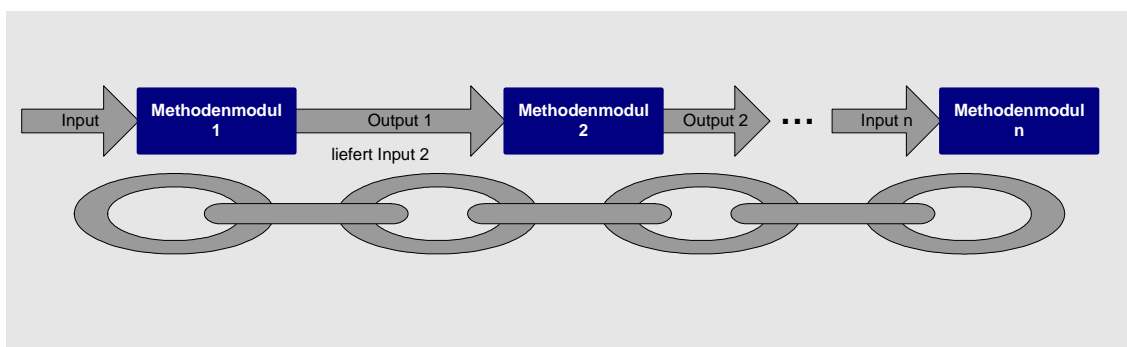 Input
Methodenmodul
1
Output 1
liefert Input 2
Methodenmodul
2
Output 2
...
Input n
Methodenmodul
n